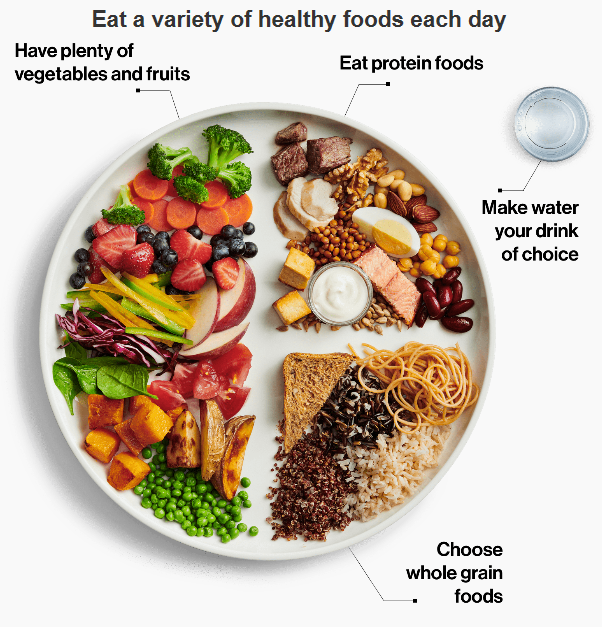 Eat a variety of healthy foods each day
Have plenty of
vegetables and fruits
Eat protein foods
Make water
your drink
of choice
Choose
whole grain
foods